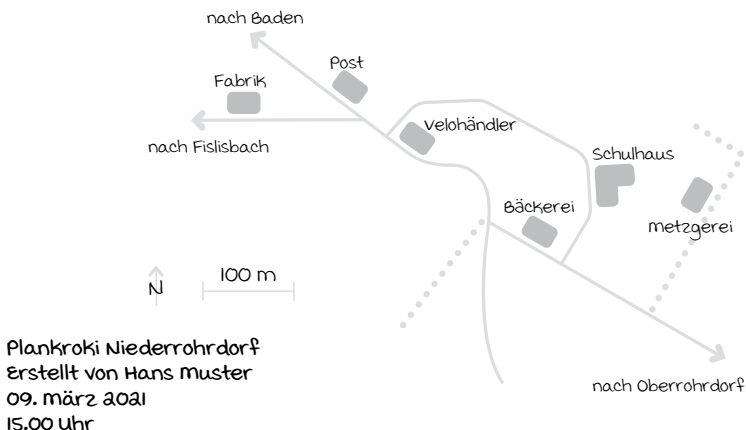 nach Baden
Post
Fabrik
Velohändler
nach Fislisbach
Schulhaus
Bäckerei
Metzgerei
100 m
N
Plankroki Niederrohrdorf
Erstellt von Hans Muster
09. März 2021
nach Oberrohrdorf
15.00 Uhr